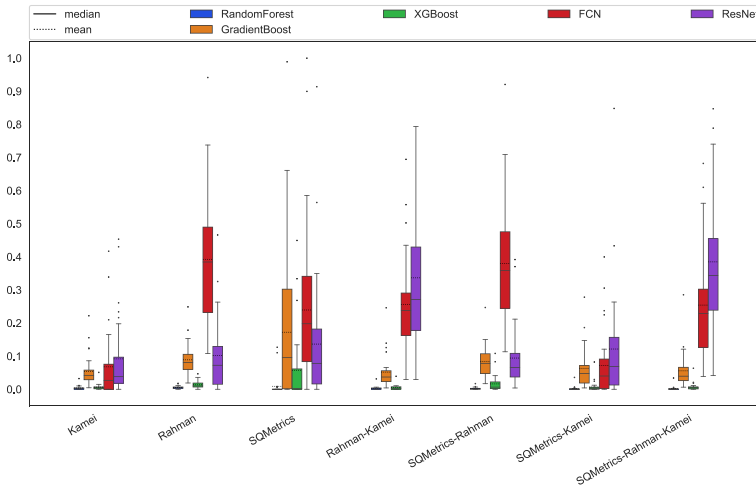 median RandomForest XGBoost FCN ResNe
mean GradientBoost
1.0
0.9
0.8
0.7
0.6
0.5
0.4
0.3
0.2
0.1
0.0
Kamei
Rahman
SQMetrics
Rahman-Kamei
SQMetrics-Rahman
SQMetrics-Kamei
SQMetrics-Rahman-Kamei